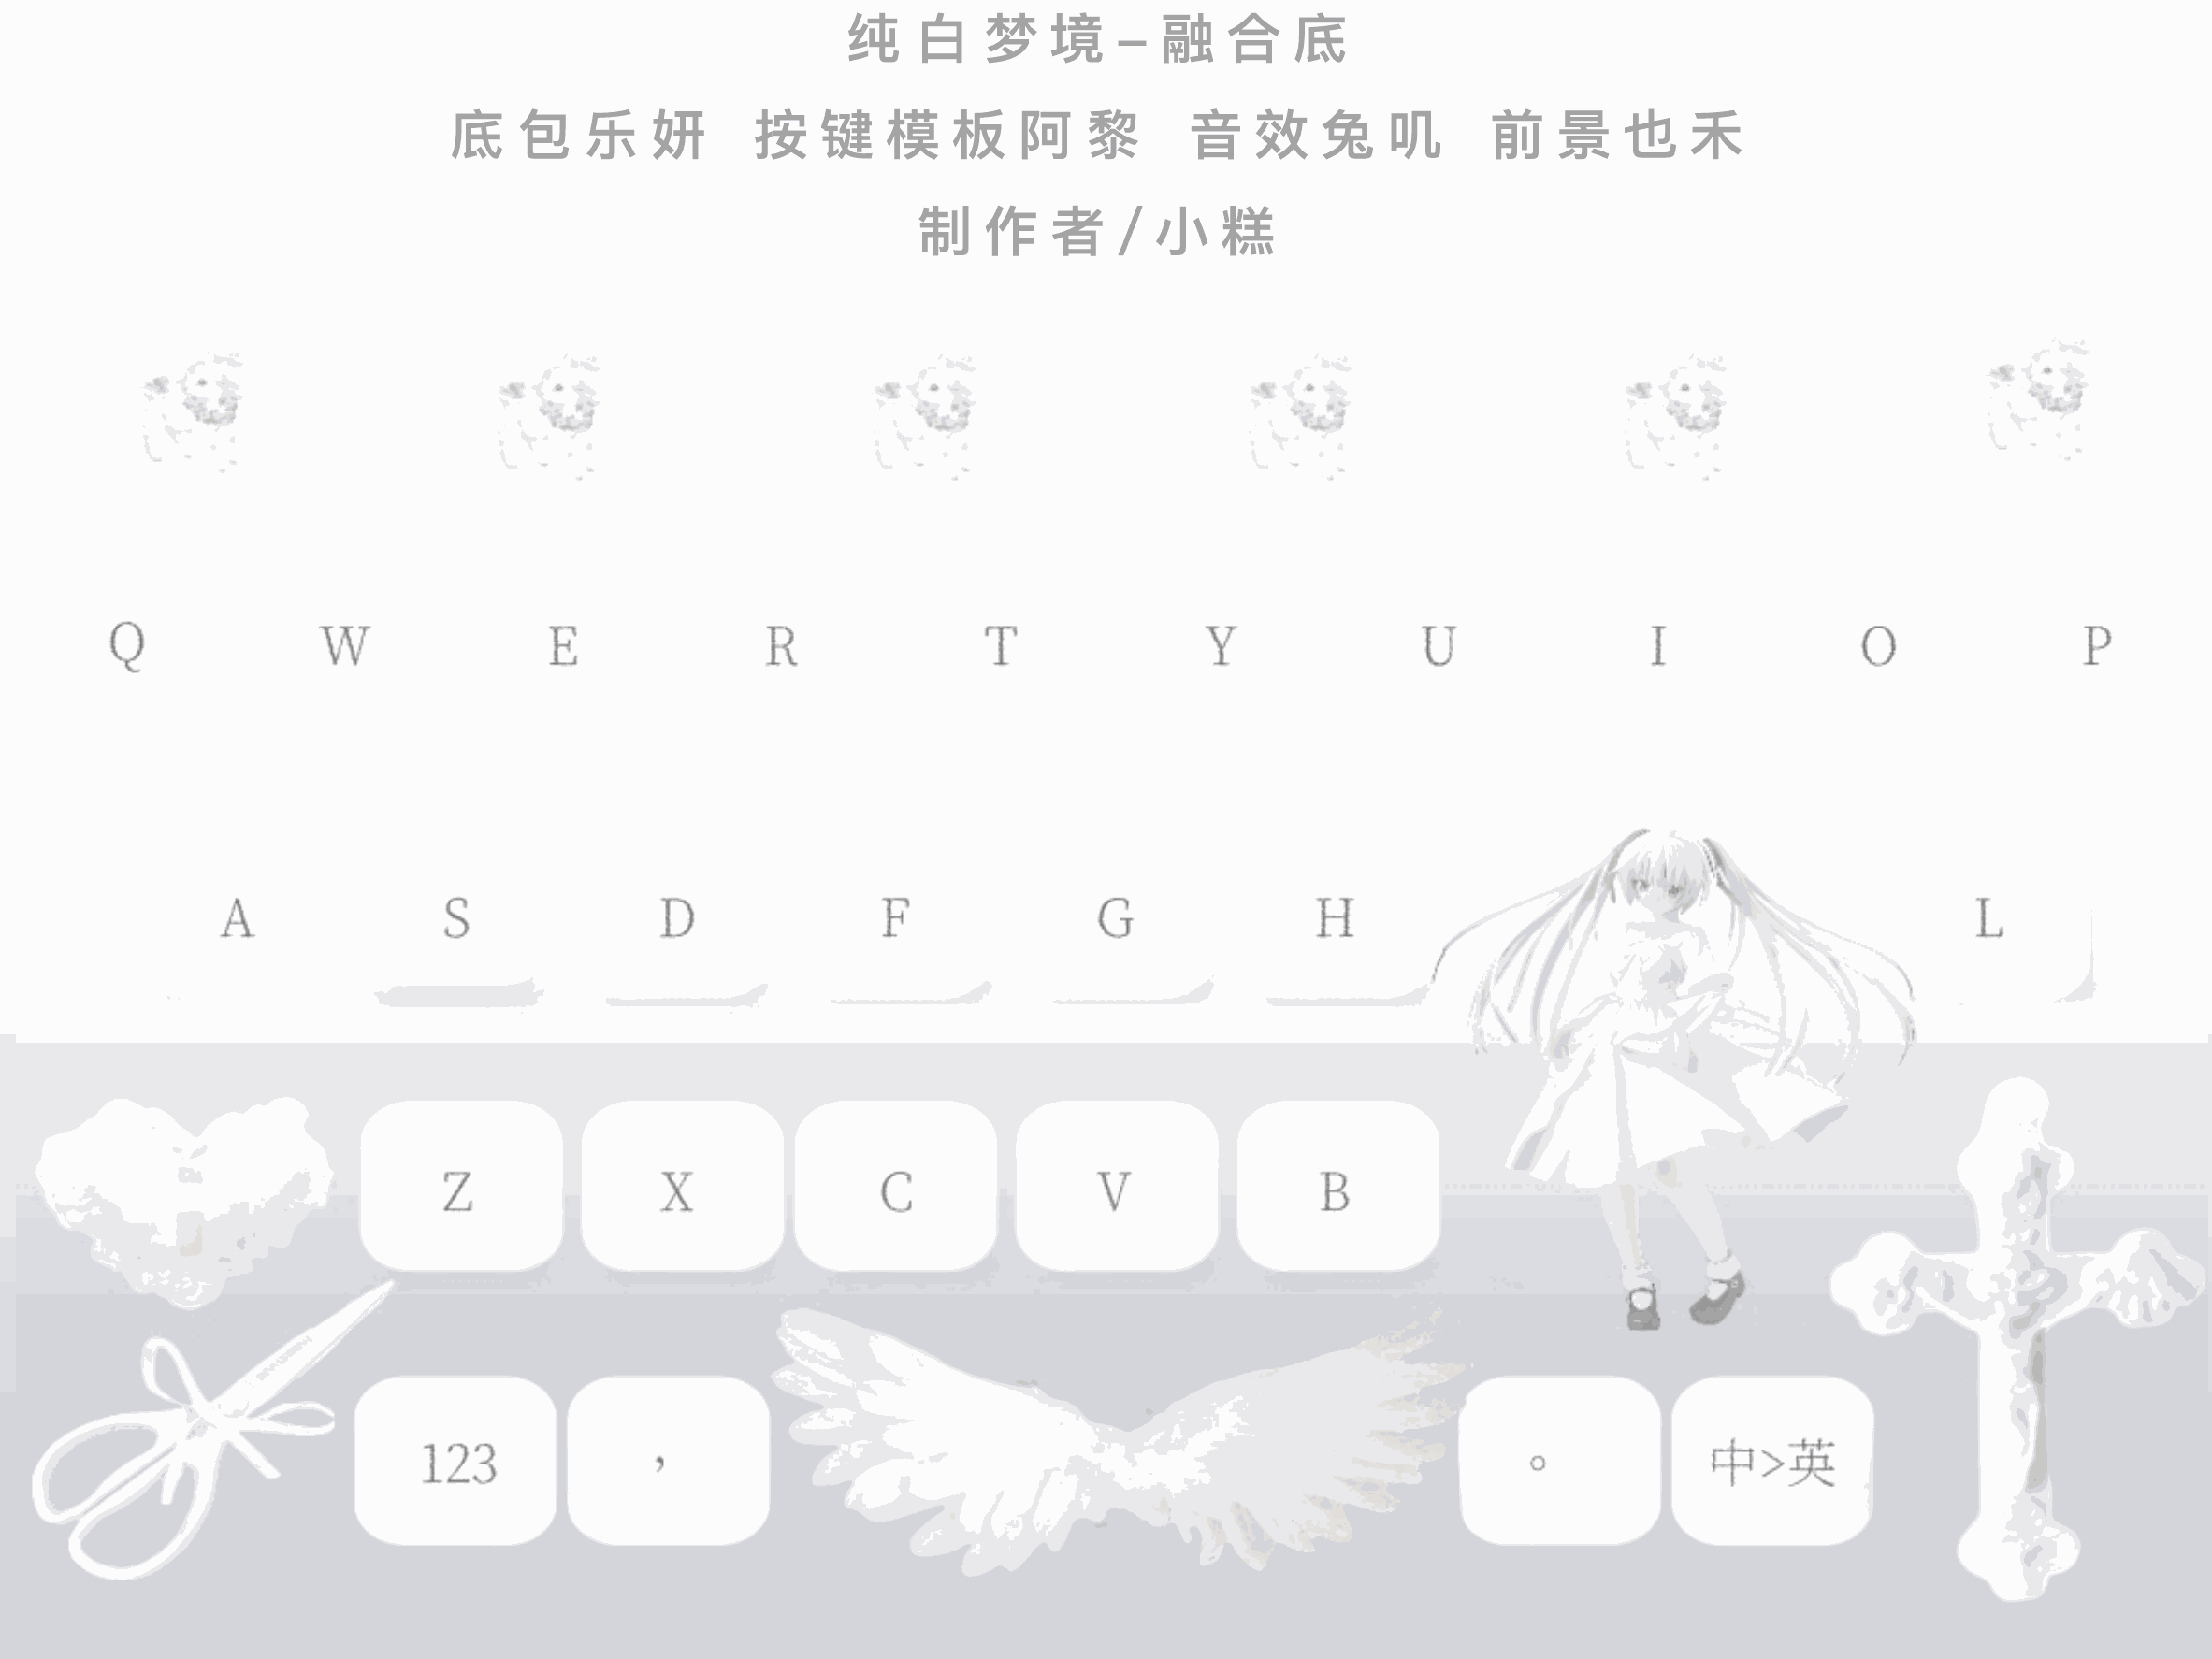 纯白梦境–融合底
底包乐妍 按键模板阿黎 音效兔叽 前景也禾
制作者/小糕
Q W E R T Y U I O P
A S D F G H L
Z X C V B
123 , 。 中>英